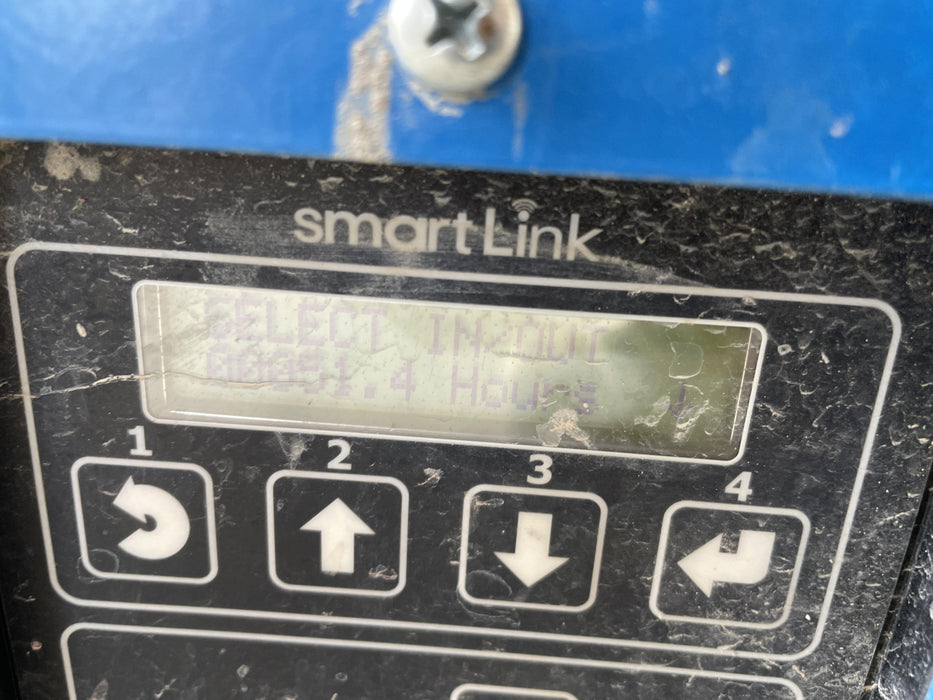 smartLink
SELECT IN/OUT
00051.4 Hours
1 2 3 4